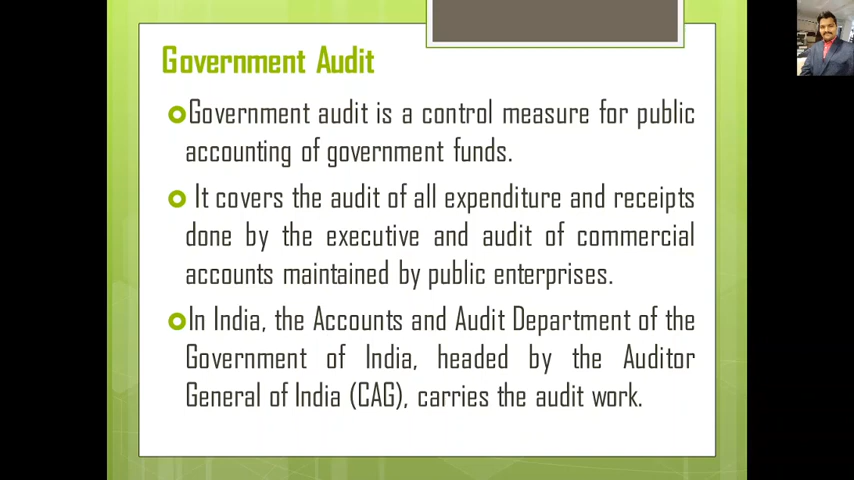 Government Audit
Government audit is a control measure for public
accounting of government funds.
It covers the audit of all expenditure and receipts
done by the executive and audit of commercial
accounts maintained by public enterprises.
In India, the Accounts and Audit Department of the
Government of India, headed by the Auditor
General of India (CAG), carries the audit work.